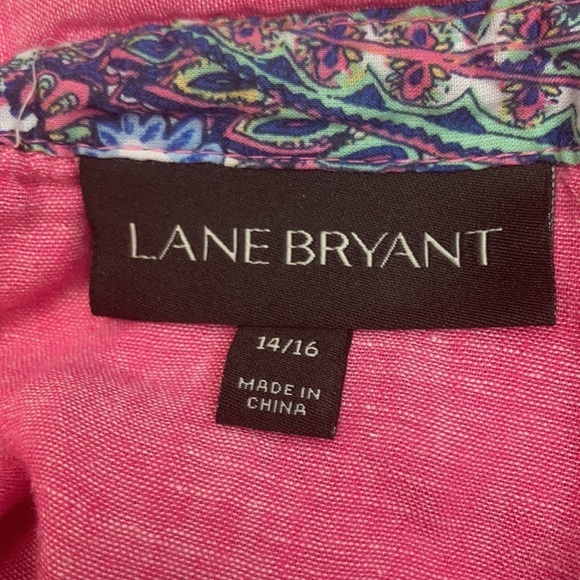 LANE BRYANT
14/16
MADE IN
CHINA